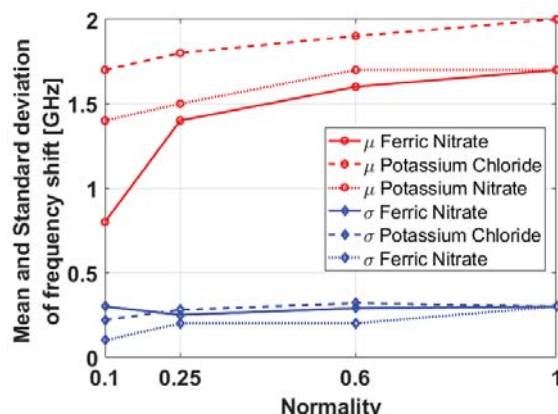 Mean and Standard deviation
of frequency shift [GHz]
2
1.5
1
0.5
0
μ Ferric Nitrate
μ Potassium Chloride
μ Potassium Nitrate
σ Ferric Nitrate
σ Potassium Chloride
σ Ferric Nitrate
0.1 0.25 0.6 1
Normality